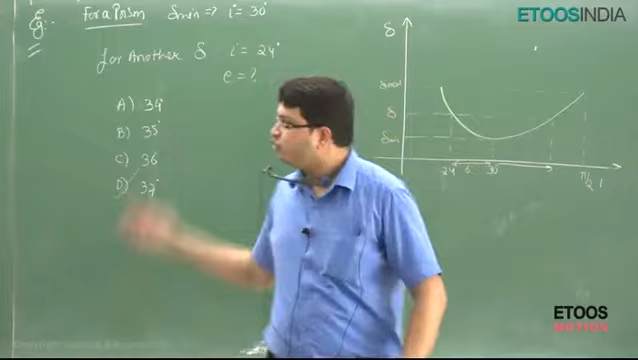 Eg:- For a Prism δmin => i = 30°
for Another δ i = 24°
e = ?
A) 34°
B) 35°
C) 36
D) 37°
δ
δmax
δ
δmin
24 6 30 π/2 i
ETOOSINDIA
ETOOS
MOTION